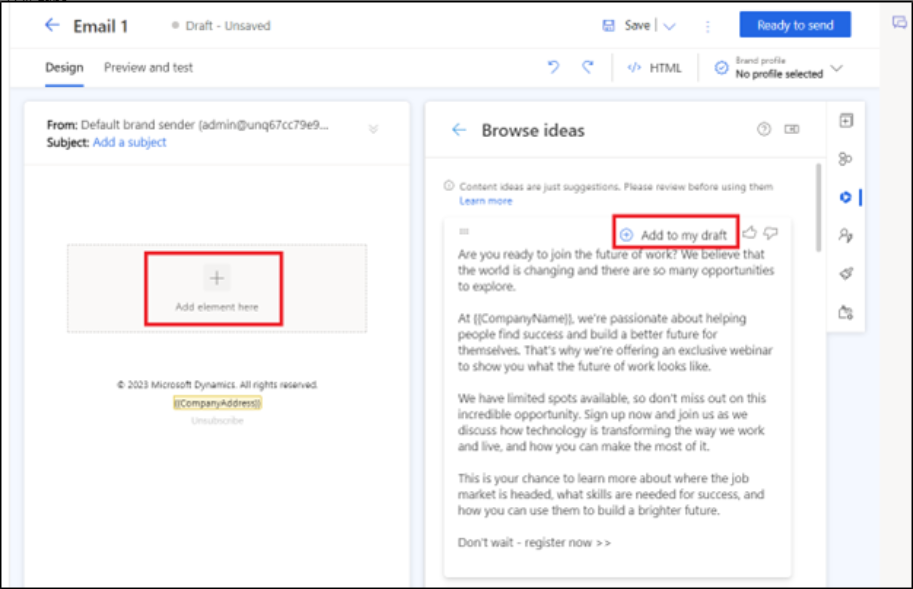 Email 1
Draft - Unsaved
Save
Ready to send
Design
Preview and test
HTML
Brand profile
No profile selected
From: Default brand sender (admin@unq67cc79e9...
Subject: Add a subject
Add element here
© 2023 Microsoft Dynamics. All rights reserved.
{{CompanyAddress}}
Unsubscribe
Browse ideas
Content ideas are just suggestions. Please review before using them
Learn more
Add to my draft
Are you ready to join the future of work? We believe that
the world is changing and there are so many opportunities
to explore.
At {{CompanyName}}, we're passionate about helping
people find success and build a better future for
themselves. That's why we're offering an exclusive webinar
to show you what the future of work looks like.
We have limited spots available, so don't miss out on this
incredible opportunity. Sign up now and join us as we
discuss how technology is transforming the way we work
and live, and how you can make the most of it.
This is your chance to learn more about where the job
market is headed, what skills are needed for success, and
how you can use them to build a brighter future.
Don't wait - register now >>